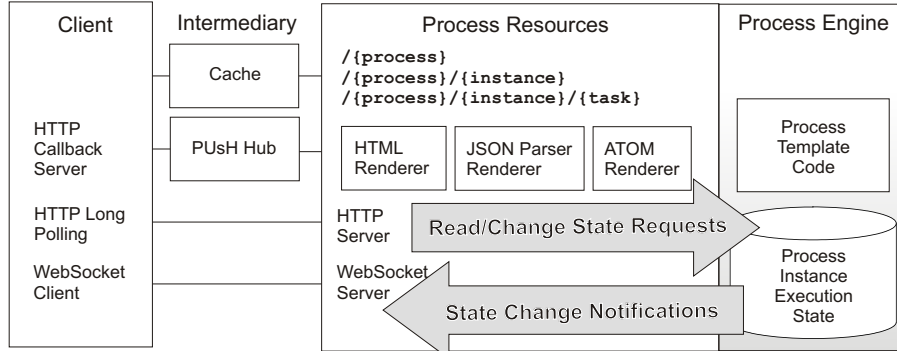 Client
Intermediary
Process Resources
Process Engine
Cache
/{process}
/{process}/{instance}
/{process}/{instance}/{task}
HTTP
Callback
Server
PUsH Hub
HTML
Renderer
JSON Parser
Renderer
ATOM
Renderer
Process
Template
Code
HTTP Long
Polling
HTTP
Server
Read/Change State Requests
WebSocket
Client
WebSocket
Server
State Change Notifications
Process
Instance
Execution
State